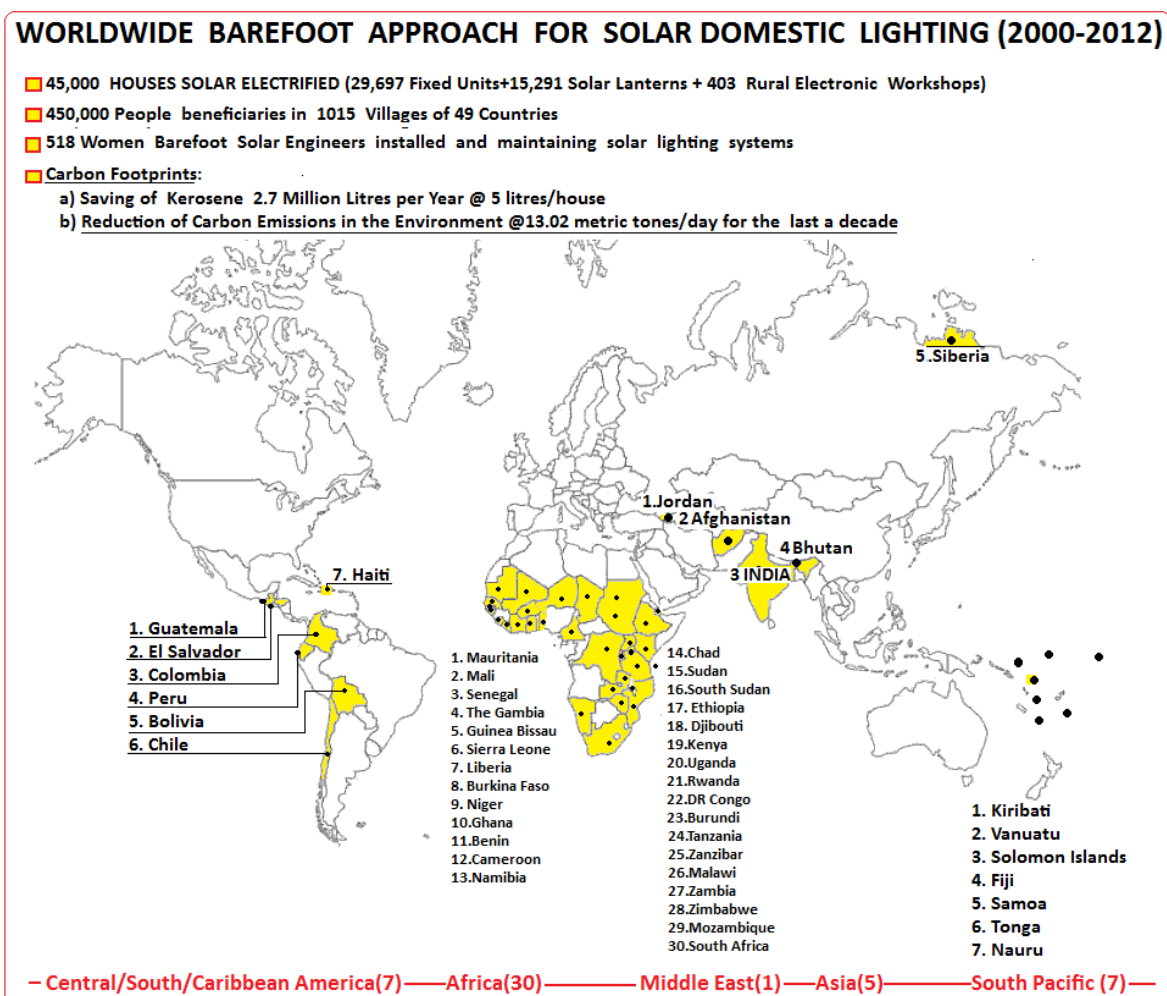 WORLDWIDE BAREFOOT APPROACH FOR SOLAR DOMESTIC LIGHTING (2000-2012)
45,000 HOUSES SOLAR ELECTRIFIED (29,697 Fixed Units+15,291 Solar Lanterns + 403 Rural Electronic Workshops)
450,000 People beneficiaries in 1015 Villages of 49 Countries
518 Women Barefoot Solar Engineers installed and maintaining solar lighting systems
Carbon Footprints:
a) Saving of Kerosene 2.7 Million Litres per Year @ 5 litres/house
b) Reduction of Carbon Emissions in the Environment @13.02 metric tones/day for the last a decade
5.Siberia
1.Jordan
2 Afghanistan
4 Bhutan
3 INDIA
7. Haiti
1. Guatemala
2. El Salvador
3. Colombia
4. Peru
5. Bolivia
6. Chile
1. Mauritania
2. Mali
3. Senegal
4. The Gambia
5. Guinea Bissau
6. Sierra Leone
7. Liberia
8. Burkina Faso
9. Niger
10.Ghana
11.Benin
12.Cameroon
13.Namibia
14.Chad
15.Sudan
16.South Sudan
17. Ethiopia
18. Djibouti
19.Kenya
20.Uganda
21.Rwanda
22.DR Congo
23.Burundi
24.Tanzania
25.Zanzibar
26.Malawi
27.Zambia
28.Zimbabwe
29.Mozambique
30.South Africa
1. Kiribati
2. Vanuatu
3. Solomon Islands
4. Fiji
5. Samoa
6. Tonga
7. Nauru
Central/South/Caribbean America(7) Africa(30) Middle East(1) Asia(5) South Pacific (7)